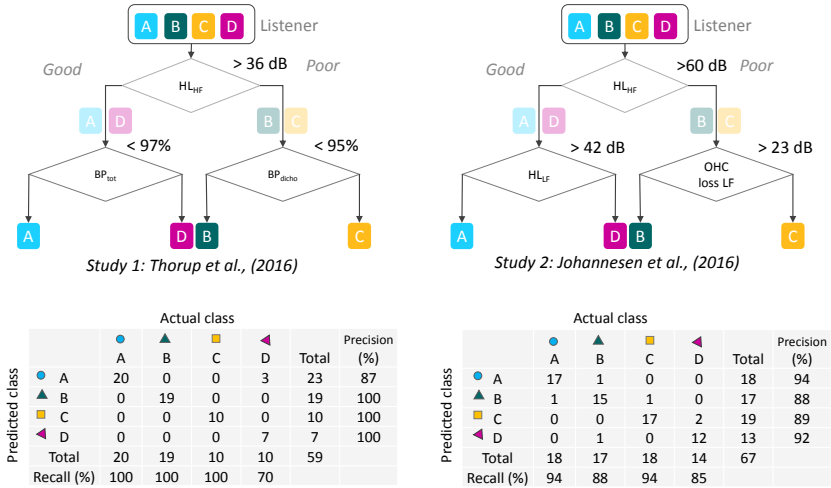 A B C D Listener
Good > 36 dB Poor
HL_HF
A D B C
< 97% < 95%
BP_tot BP_dicho
A D B C
Study 1: Thorup et al., (2016)
A B C D Listener
Good >60 dB Poor
HL_HF
A D B C
> 42 dB > 23 dB
HL_LF OHC
loss LF
A D B C
Study 2: Johannesen et al., (2016)
Actual class
Precision
A B C D Total (%)
Predicted class
A 20 0 0 3 23 87
B 0 19 0 0 19 100
C 0 0 10 0 10 100
D 0 0 0 7 7 100
Total 20 19 10 10 59
Recall (%) 100 100 100 70
Actual class
Precision
A B C D Total (%)
Predicted class
A 17 1 0 0 18 94
B 1 15 1 0 17 88
C 0 0 17 2 19 89
D 0 1 0 12 13 92
Total 18 17 18 14 67
Recall (%) 94 88 94 85